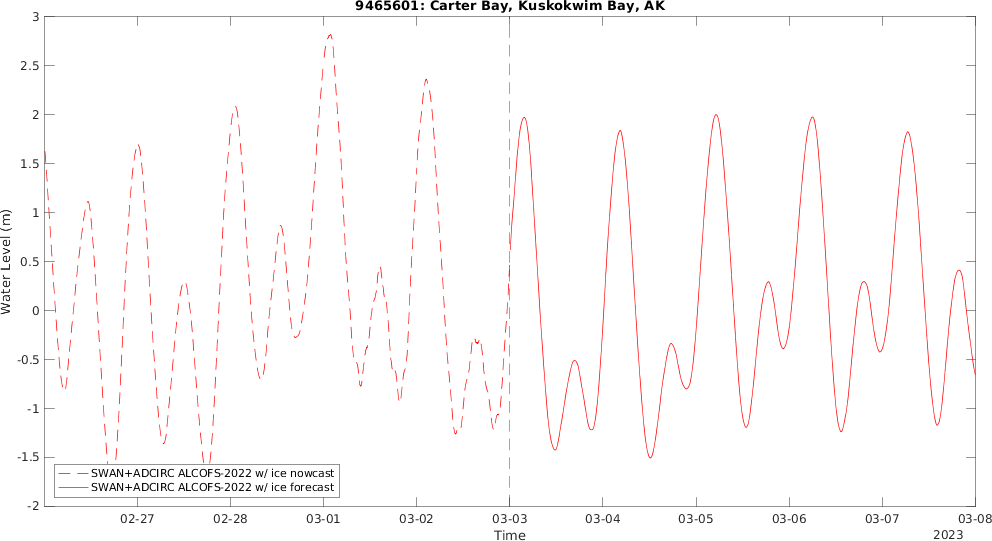 9465601: Carter Bay, Kuskokwim Bay, AK
3
2.5
2
1.5
1
0.5
0
-0.5
-1
-1.5
-2
Water Level (m)
SWAN+ADCIRC ALCOFS-2022 w/ ice nowcast
SWAN+ADCIRC ALCOFS-2022 w/ ice forecast
02-27 02-28 03-01 03-02 03-03 03-04 03-05 03-06 03-07 03-08
Time
2023